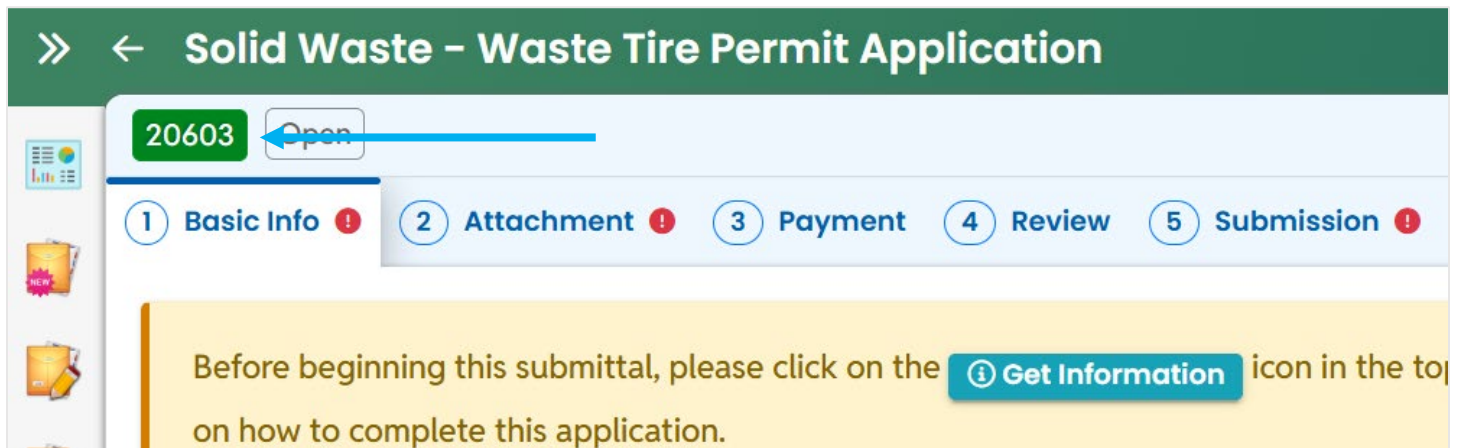 Solid Waste - Waste Tire Permit Application
20603 Open
1 Basic Info ! 2 Attachment ! 3 Payment 4 Review 5 Submission !
NEW
Before beginning this submittal, please click on the i Get Information icon in the
on how to complete this application.